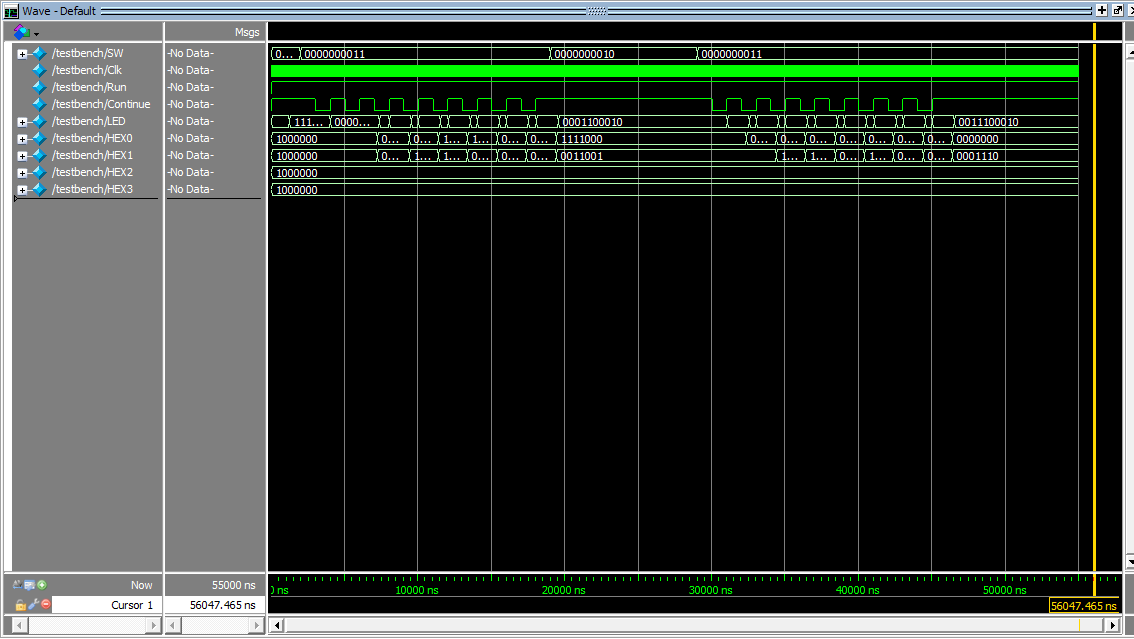 Wave - Default
Msgs
/testbench/SW -No Data- 0... 0000000011 0000000010 0000000011
/testbench/Clk -No Data-
/testbench/Run -No Data-
/testbench/Continue -No Data-
/testbench/LED -No Data- 111... 0000... 0001100010 0011100010
/testbench/HEX0 -No Data- 1000000 0... 0... 1... 1... 0... 0... 1111000 0... 0... 0... 0... 0... 0... 0... 0000000
/testbench/HEX1 -No Data- 1000000 0... 1... 1... 0... 0... 0... 0011001 1... 1... 0... 1... 0... 0... 0001110
/testbench/HEX2 -No Data- 1000000
/testbench/HEX3 -No Data- 1000000
Now 55000 ns
ns 10000 ns 20000 ns 30000 ns 40000 ns 50000 ns
Cursor 1 56047.465 ns 56047.465 ns